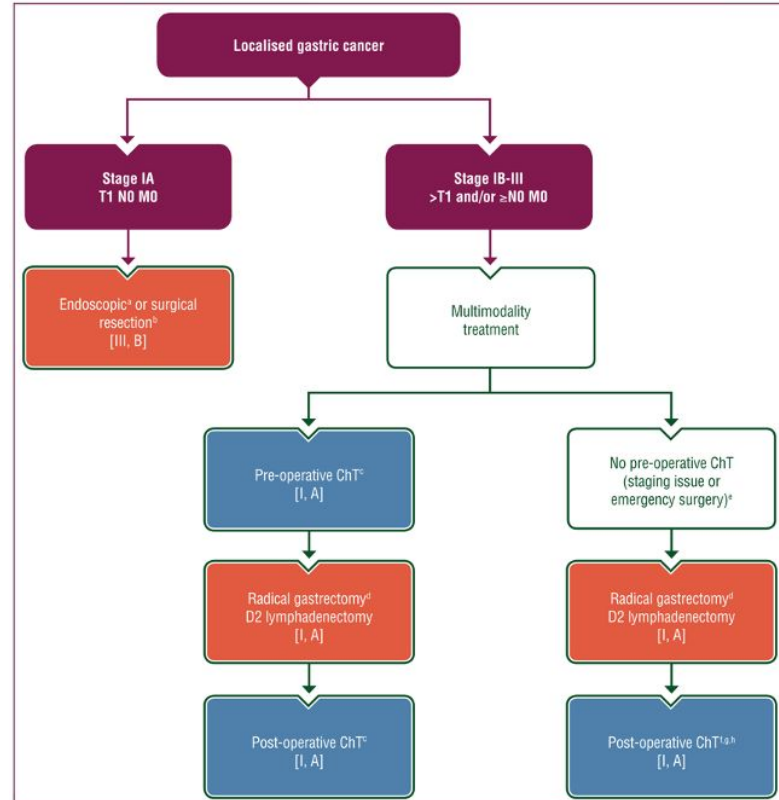 Localised gastric cancer
Stage IA
T1 N0 M0
Stage IB-III
>T1 and/or ≥N0 M0
Endoscopicᵃ or surgical
resectionᵇ
[III, B]
Multimodality
treatment
Pre-operative ChTᶜ
[I, A]
No pre-operative ChT
(staging issue or
emergency surgery)ᵉ
Radical gastrectomyᵈ
D2 lymphadenectomy
[I, A]
Radical gastrectomyᵈ
D2 lymphadenectomy
[I, A]
Post-operative ChTᶜ
[I, A]
Post-operative ChTᶠ,ᵍ,ʰ
[I, A]